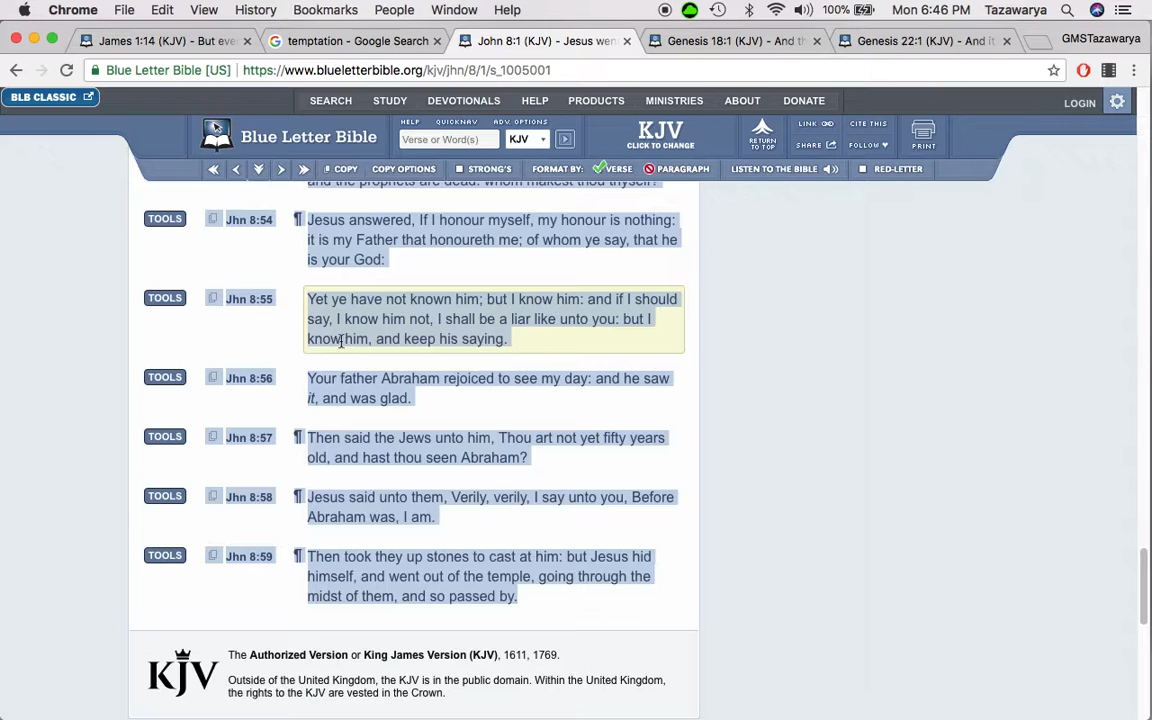 Chrome File Edit View History Bookmarks People Window Help 100% Mon 6:46 PM Tazawarya
James 1:14 (KJV) - But eve temptation - Google Search John 8:1 (KJV) - Jesus wen Genesis 18:1 (KJV) - And th Genesis 22:1 (KJV) - And it GMSTazawarya
Blue Letter Bible [US] https://www.blueletterbible.org/kjv/jhn/8/1/s_1005001
BLB CLASSIC SEARCH STUDY DEVOTIONALS HELP PRODUCTS MINISTRIES ABOUT DONATE LOGIN
HELP QUICKNAV ADV. OPTIONS
Blue Letter Bible Verse or Word(s) KJV KJV CLICK TO CHANGE RETURN TO TOP LINK CITE THIS SHARE FOLLOW PRINT
COPY COPY OPTIONS STRONG'S FORMAT BY: VERSE PARAGRAPH LISTEN TO THE BIBLE RED-LETTER
and the prophets are dead: whom makest thou thyself?
TOOLS Jhn 8:54 ¶ Jesus answered, If I honour myself, my honour is nothing:
it is my Father that honoureth me; of whom ye say, that he
is your God:
TOOLS Jhn 8:55 Yet ye have not known him; but I know him: and if I should
say, I know him not, I shall be a liar like unto you: but I
know him, and keep his saying.
TOOLS Jhn 8:56 Your father Abraham rejoiced to see my day: and he saw
it, and was glad.
TOOLS Jhn 8:57 ¶ Then said the Jews unto him, Thou art not yet fifty years
old, and hast thou seen Abraham?
TOOLS Jhn 8:58 ¶ Jesus said unto them, Verily, verily, I say unto you, Before
Abraham was, I am.
TOOLS Jhn 8:59 ¶ Then took they up stones to cast at him: but Jesus hid
himself, and went out of the temple, going through the
midst of them, and so passed by.
KJV The Authorized Version or King James Version (KJV), 1611, 1769.
Outside of the United Kingdom, the KJV is in the public domain. Within the United Kingdom,
the rights to the KJV are vested in the Crown.